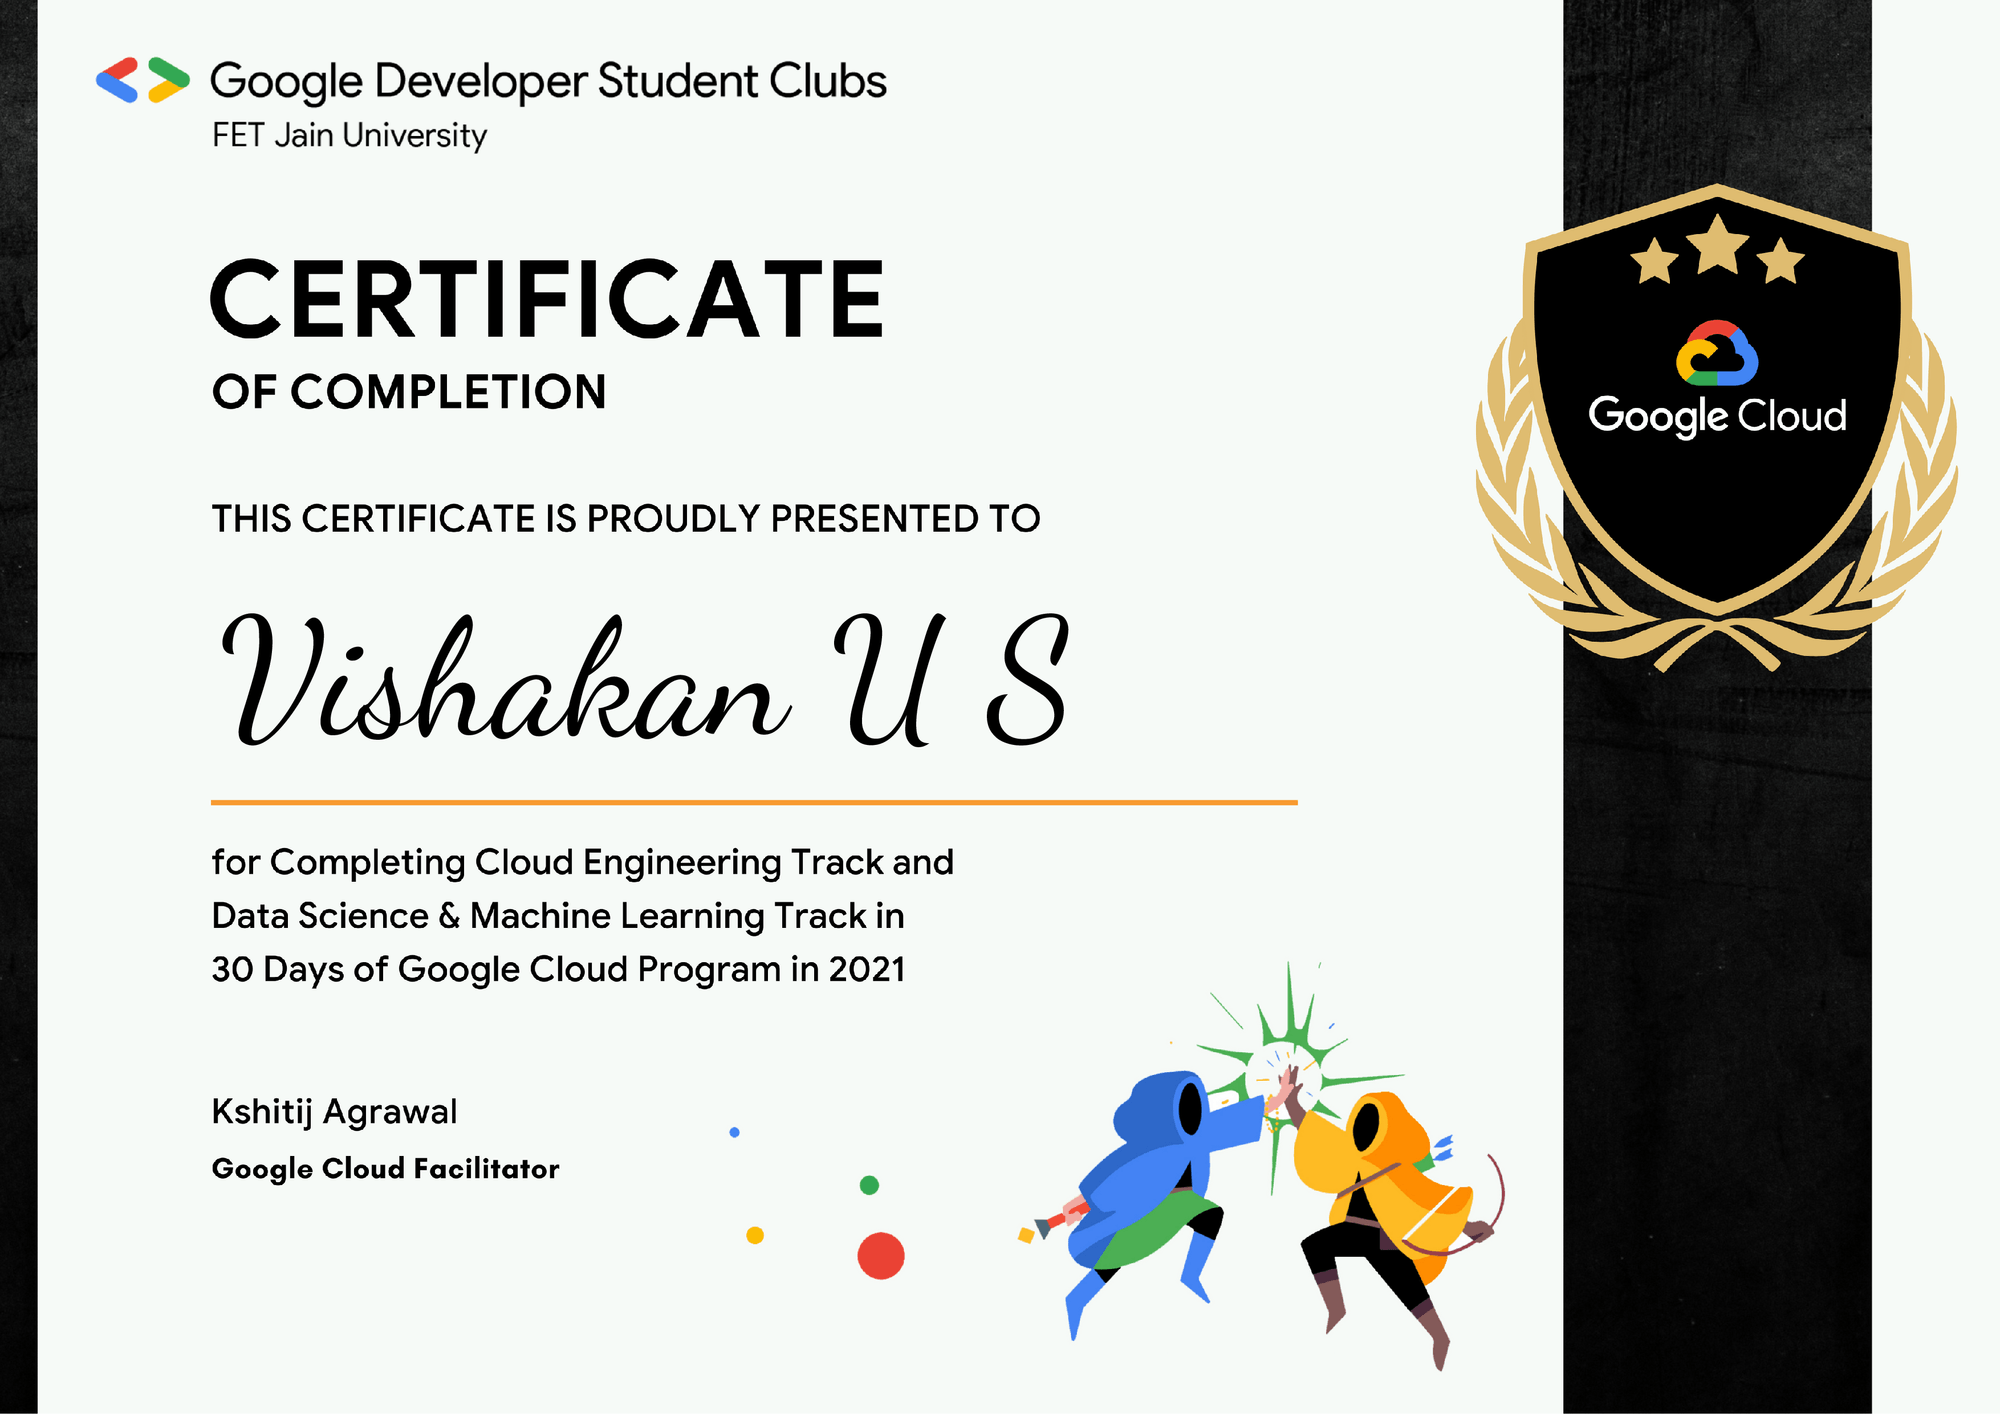 Google Developer Student Clubs
FET Jain University
CERTIFICATE
OF COMPLETION
THIS CERTIFICATE IS PROUDLY PRESENTED TO
Vishakan U S
for Completing Cloud Engineering Track and
Data Science & Machine Learning Track in
30 Days of Google Cloud Program in 2021
Kshitij Agrawal
Google Cloud Facilitator
Google Cloud